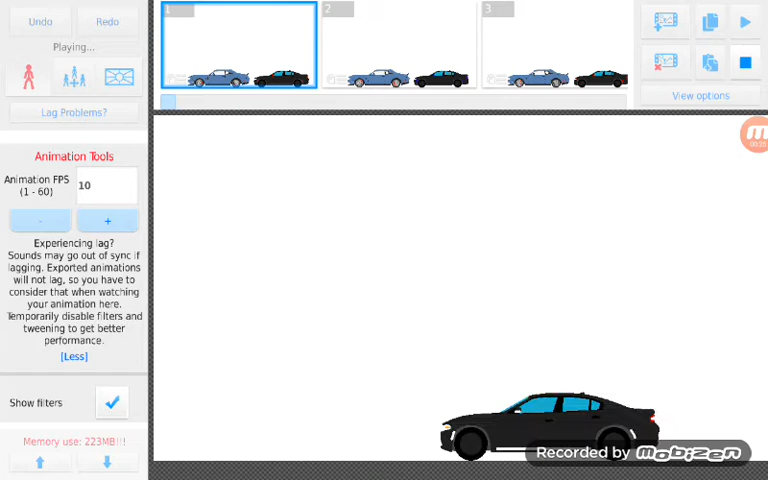 Undo Redo
Playing...
Lag Problems?
Animation Tools
Animation FPS
(1 - 60)
10
- +
Experiencing lag?
Sounds may go out of sync if
lagging. Exported animations
will not lag, so you have to
consider that when watching
your animation here.
Temporarily disable filters and
tweening to get better
performance.
[Less]
Show filters
Memory use: 223MB!!!
1
2
3
View options
00:25
Recorded by mobizen